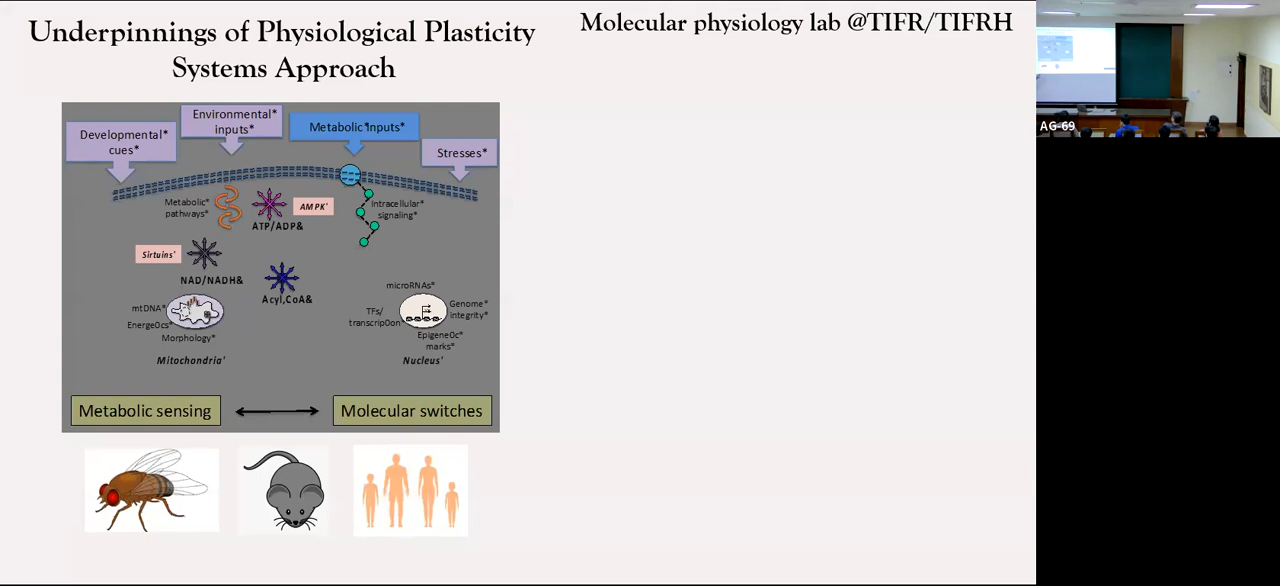 Underpinnings of Physiological Plasticity
Systems Approach
Molecular physiology lab @TIFR/TIFRH
AG-69
Developmental*
cues*
Environmental*
inputs*
Metabolic*inputs*
Stresses*
Metabolic*
pathways*
AMPK'
ATP/ADP&
Intracellular*
signaling*
Sirtuins'
NAD/NADH&
Acyl,CoA&
mtDNA*
Energe0cs*
Morphology*
Mitochondria'
microRNAs*
TFs/
transcrip0on*
Genome*
integrity*
Epigene0c*
marks*
Nucleus'
Metabolic sensing
Molecular switches